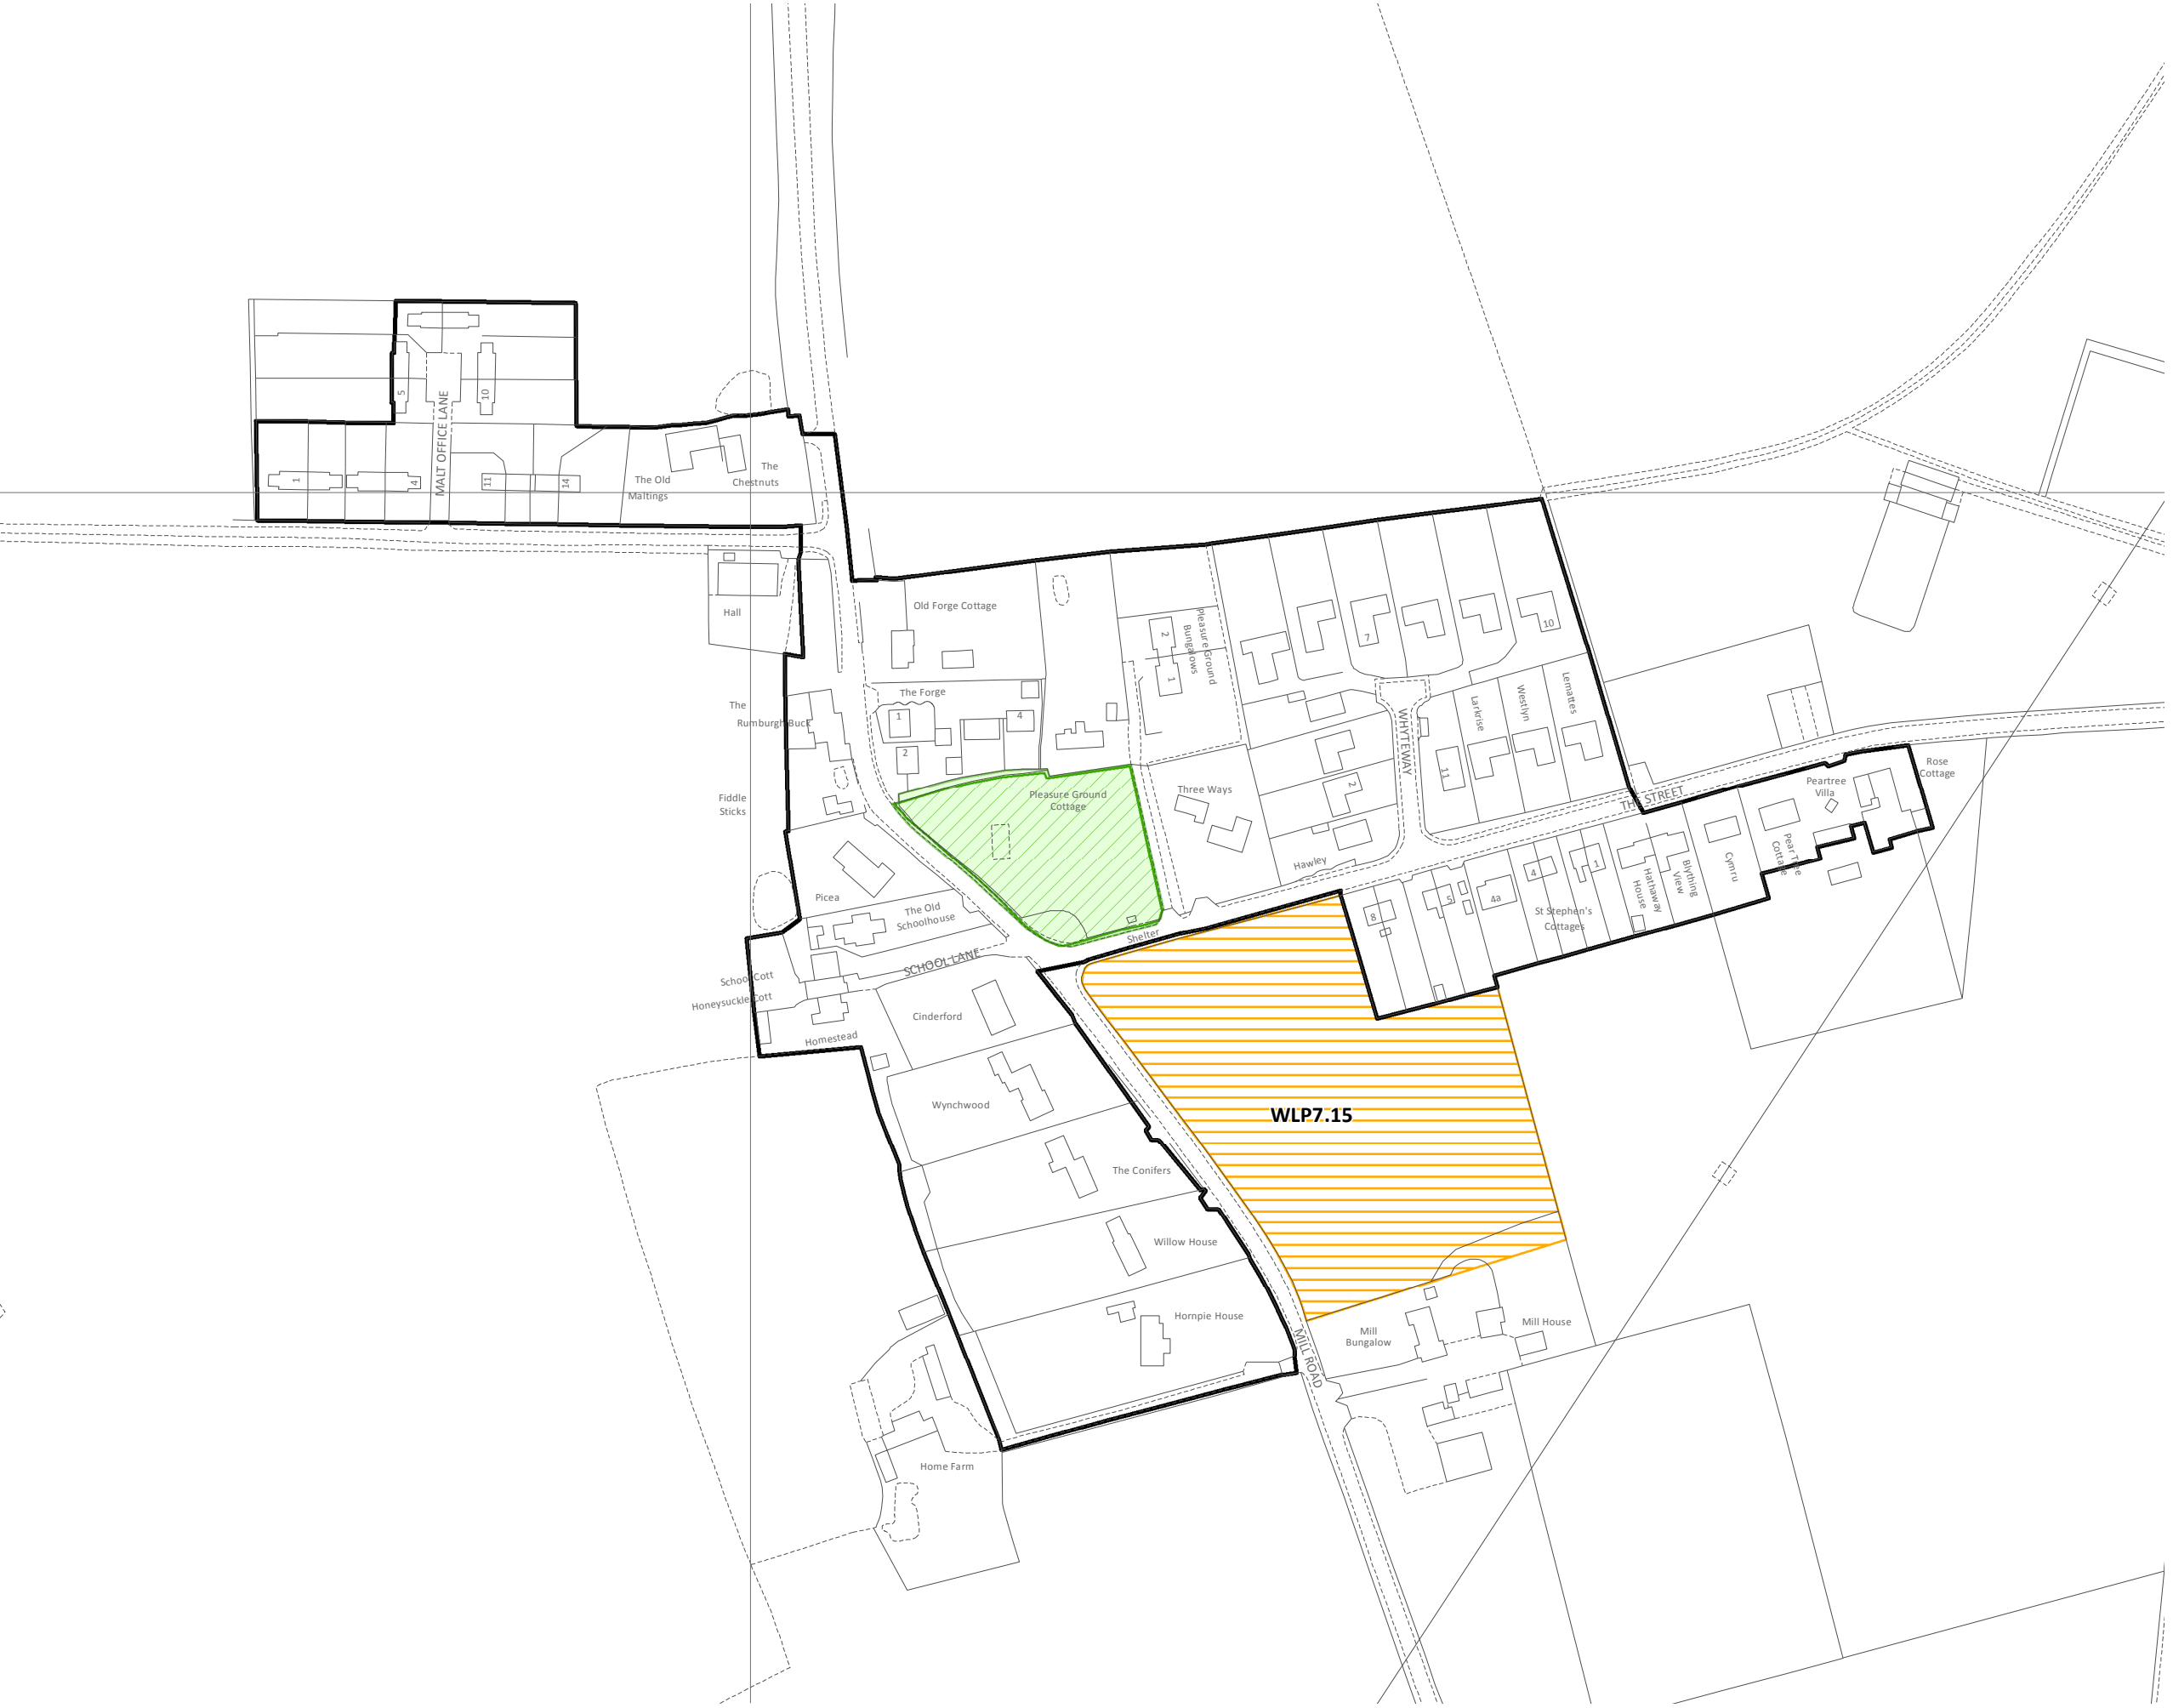 5
10
MALT OFFICE LANE
1
4
11
14
The Old
Maltings
The
Chestnuts
Hall
Old Forge Cottage
2
1
Pleasure Ground
Bungalows
7
10
The
Rumburgh Buck
The Forge
1
4
2
WHYTEWAY
Larkrise
Westlyn
Lemattes
11
2
Fiddle
Sticks
Pleasure Ground
Cottage
Three Ways
Hawley
THE STREET
Peartree
Villa
Rose
Cottage
Picea
The Old
Schoolhouse
Shelter
8
5
4a
4
1
St Stephen's
Cottages
Hathaway
House
Blything
View
Cymru
Pear Tree
Cottage
SCHOOL LANE
School Cott
Honeysuckle Cott
Homestead
Cinderford
Wynchwood
WLP7.15
The Conifers
Willow House
Hornpie House
MILL ROAD
Mill
Bungalow
Mill House
Home Farm